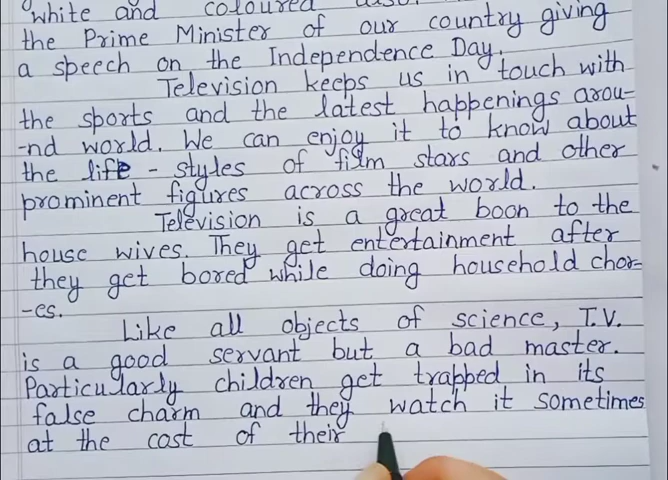 white and coloured also.
the Prime Minister of our country giving
a speech on the Independence Day.
Television keeps us in touch with
the sports and the latest happenings arou-
-nd world. We can enjoy it to know about
the life - styles of film stars and other
prominent figures across the world.
Television is a great boon to the
house wives. They get entertainment after
they get bored while doing household chor-
-es.
Like all objects of science, T.V.
is a good servant but a bad master.
Particularly children get trapped in its
false charm and they watch it sometimes
at the cost of their